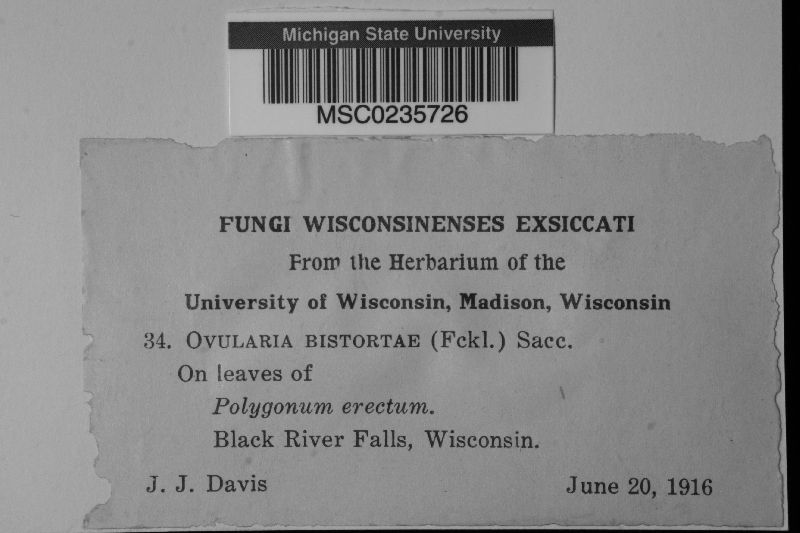 Michigan State University
MSC0235726
FUNGI WISCONSINENSES EXSICCATI
From the Herbarium of the
University of Wisconsin, Madison, Wisconsin
34. OVULARIA BISTORTAE (Fckl.) Sacc.
On leaves of
Polygonum erectum.
Black River Falls, Wisconsin.
J. J. Davis June 20, 1916